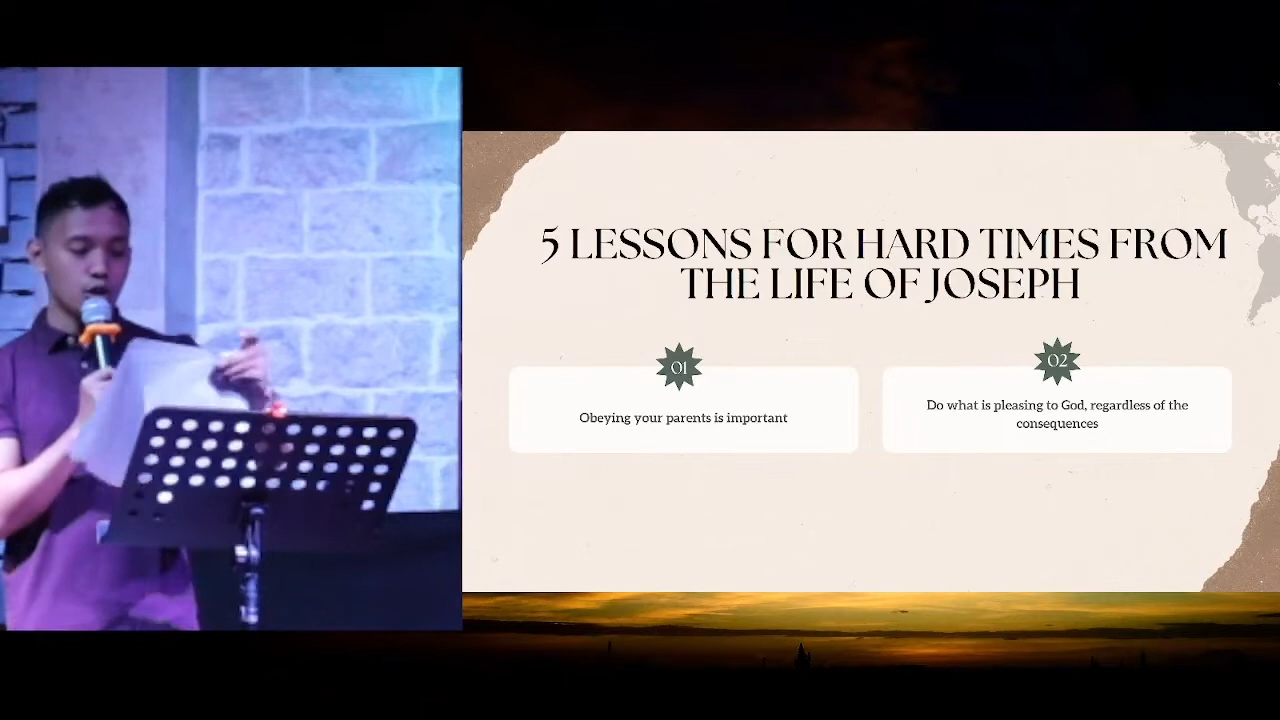 5 LESSONS FOR HARD TIMES FROM
THE LIFE OF JOSEPH
01
Obeying your parents is important
02
Do what is pleasing to God, regardless of the
consequences